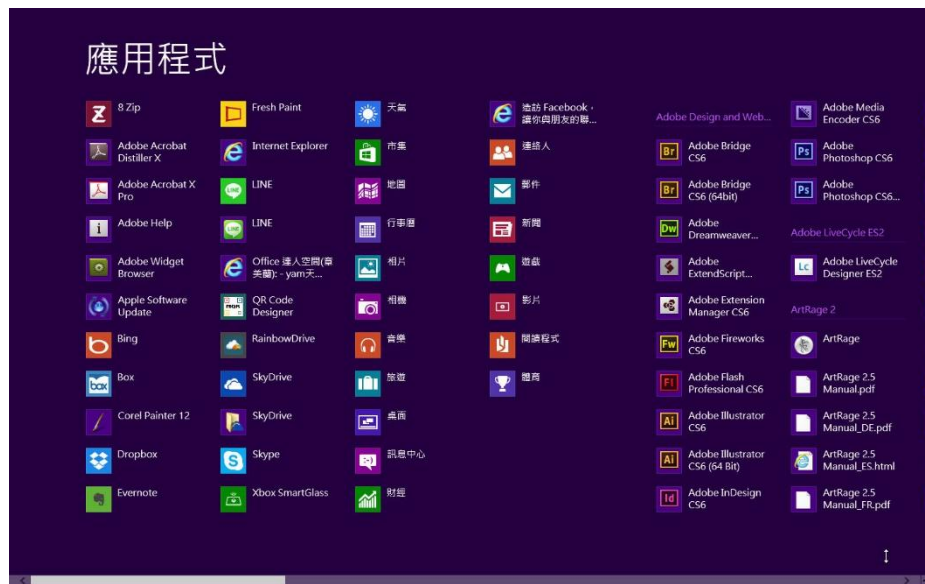 應用程式
8 Zip
Adobe Acrobat
Distiller X
Adobe Acrobat X
Pro
Adobe Help
Adobe Widget
Browser
Apple Software
Update
Bing
Box
Corel Painter 12
Dropbox
Evernote
Fresh Paint
Internet Explorer
LINE
LINE
Office 達人空間(章
美蘭): - yam天...
QR Code
Designer
RainbowDrive
SkyDrive
SkyDrive
Skype
Xbox SmartGlass
天氣
市集
地圖
行事曆
相片
相機
音樂
旅遊
桌面
訊息中心
財經
造訪 Facebook，
讓你與朋友的聯...
連絡人
郵件
新聞
遊戲
影片
閱讀程式
體育
Adobe Design and Web...
Adobe Bridge
CS6
Adobe Bridge
CS6 (64bit)
Adobe
Dreamweaver...
Adobe
ExtendScript...
Adobe Extension
Manager CS6
Adobe Fireworks
CS6
Adobe Flash
Professional CS6
Adobe Illustrator
CS6
Adobe Illustrator
CS6 (64 Bit)
Adobe InDesign
CS6
Adobe Media
Encoder CS6
Adobe
Photoshop CS6
Adobe
Photoshop CS6...
Adobe LiveCycle ES2
Adobe LiveCycle
Designer ES2
ArtRage 2
ArtRage
ArtRage 2.5
Manual.pdf
ArtRage 2.5
Manual_DE.pdf
ArtRage 2.5
Manual_ES.html
ArtRage 2.5
Manual_FR.pdf